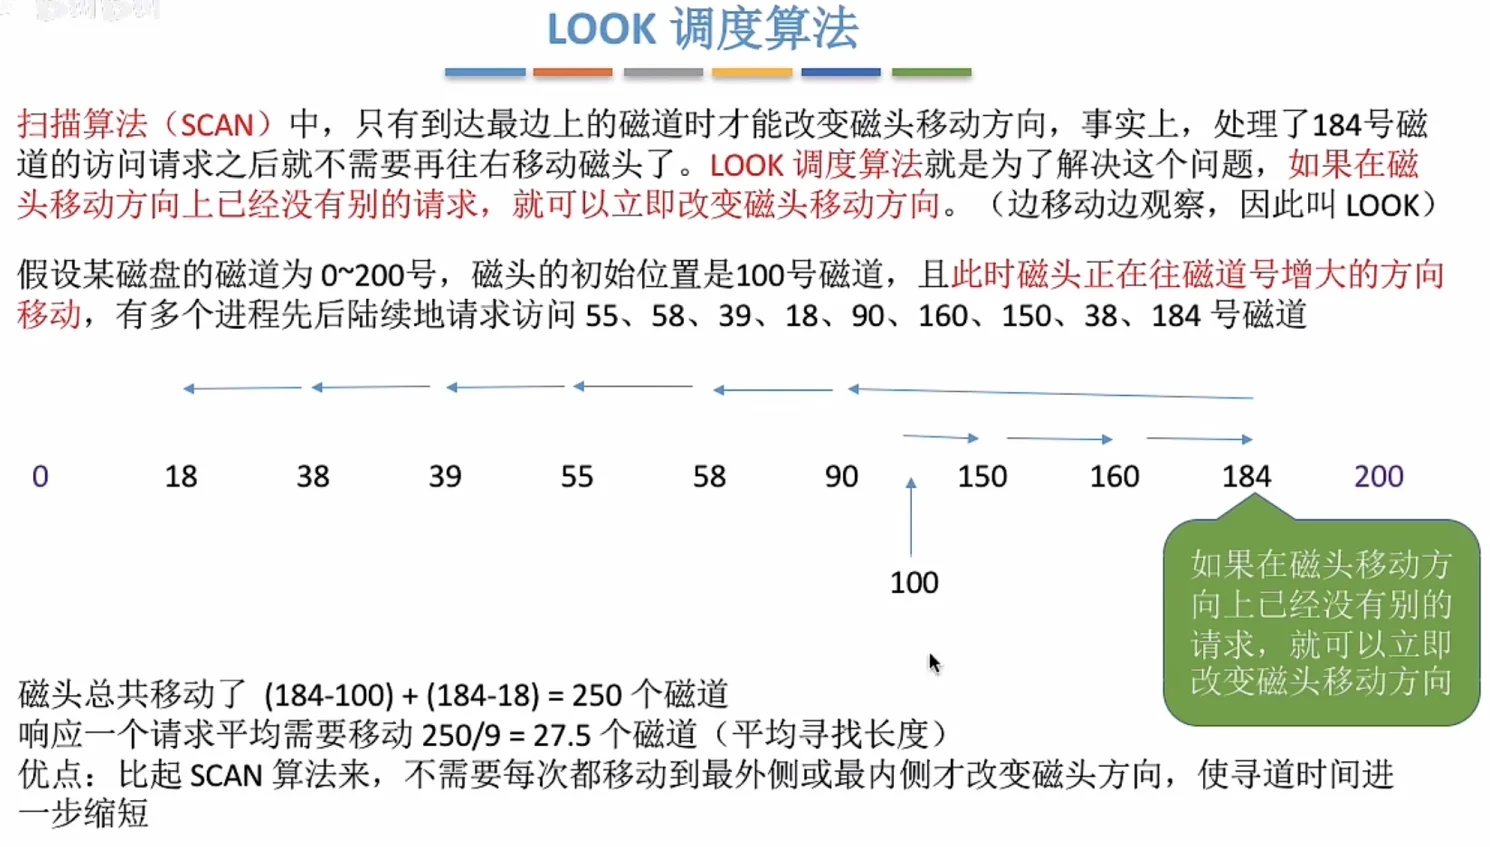 LOOK 调度算法
扫描算法（SCAN）中，只有到达最边上的磁道时才能改变磁头移动方向，事实上，处理了184号磁
道的访问请求之后就不需要再往右移动磁头了。LOOK 调度算法就是为了解决这个问题，如果在磁
头移动方向上已经没有别的请求，就可以立即改变磁头移动方向。（边移动边观察，因此叫 LOOK）
假设某磁盘的磁道为 0~200号，磁头的初始位置是100号磁道，且此时磁头正在往磁道号增大的方向
移动，有多个进程先后陆续地请求访问 55、58、39、18、90、160、150、38、184 号磁道
0 18 38 39 55 58 90 150 160 184 200
100
如果在磁头移动方
向上已经没有别的
请求，就可以立即
改变磁头移动方向
磁头总共移动了 (184-100) + (184-18) = 250 个磁道
响应一个请求平均需要移动 250/9 = 27.5 个磁道（平均寻找长度）
优点：比起 SCAN 算法来，不需要每次都移动到最外侧或最内侧才改变磁头方向，使寻道时间进
一步缩短